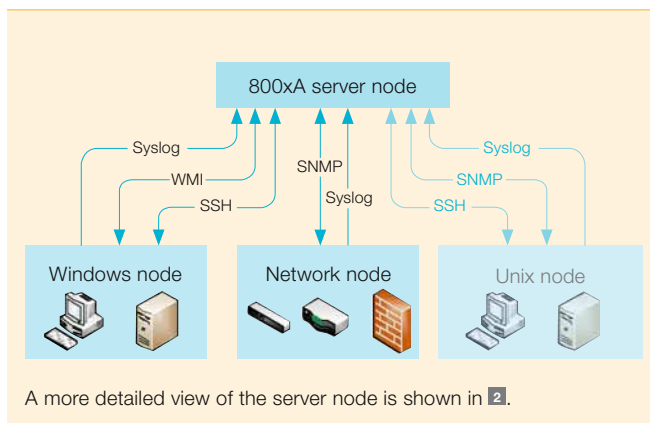 800xA server node
Syslog
WMI
SSH
SNMP
Syslog
Syslog
SNMP
SSH
Windows node
Network node
Unix node
A more detailed view of the server node is shown in 2.